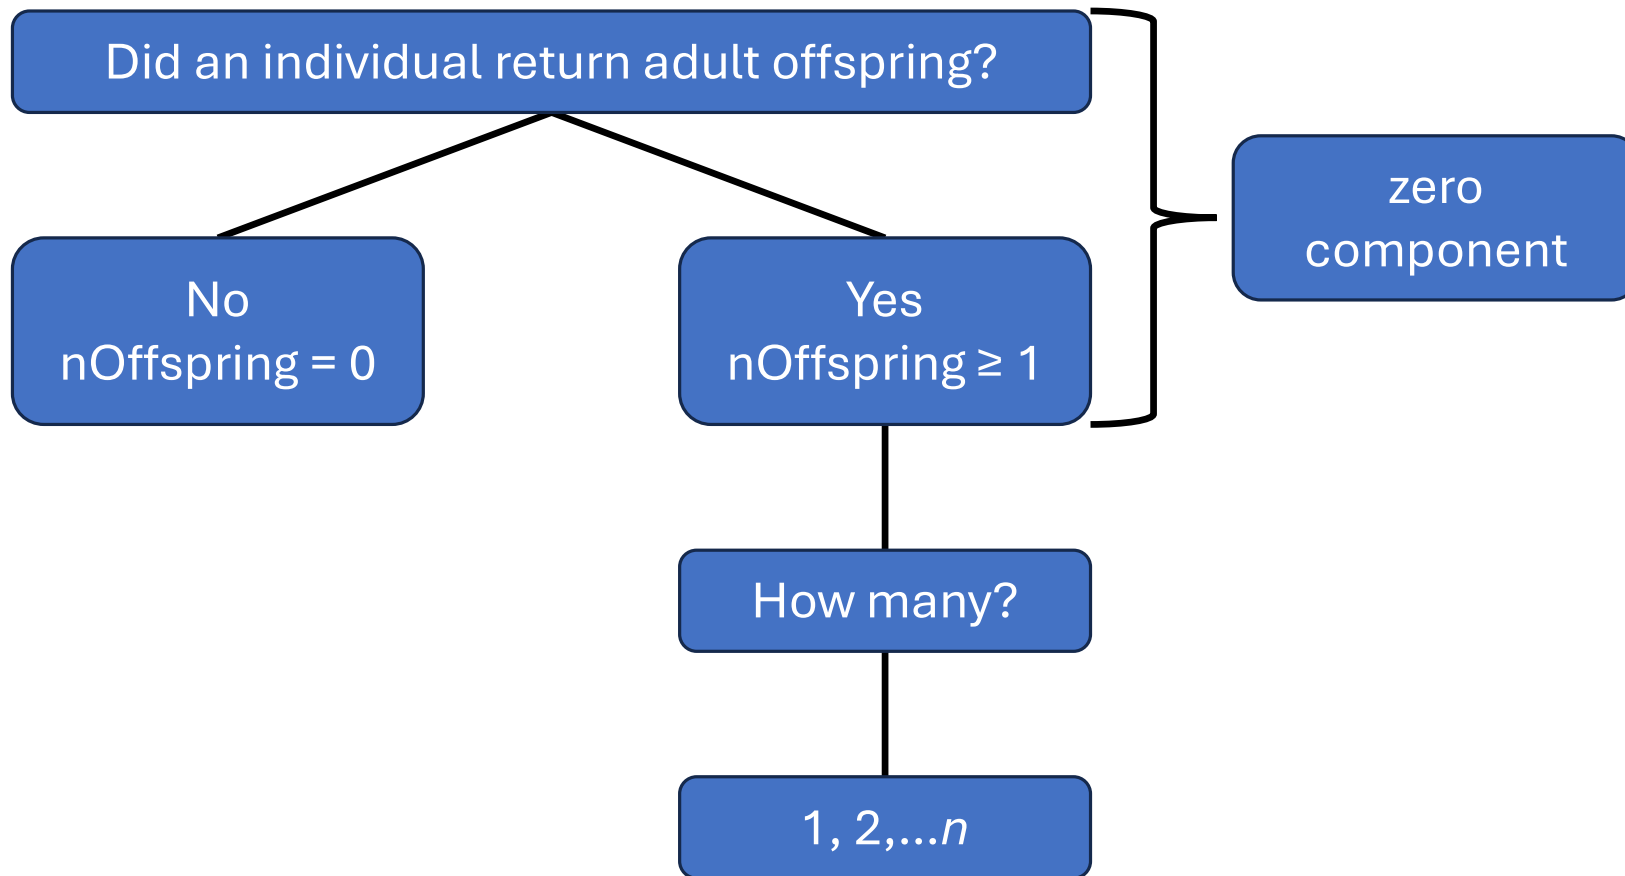 Did an individual return adult offspring?
zero
component
No
nOffspring = 0
Yes
nOffspring ≥ 1
How many?
1, 2,...n